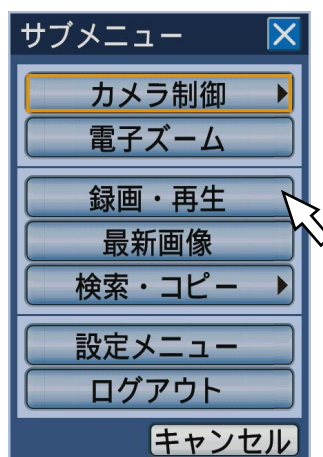 サブメニュー
カメラ制御
電子ズーム
録画・再生
最新画像
検索・コピー
設定メニュー
ログアウト
キャンセル